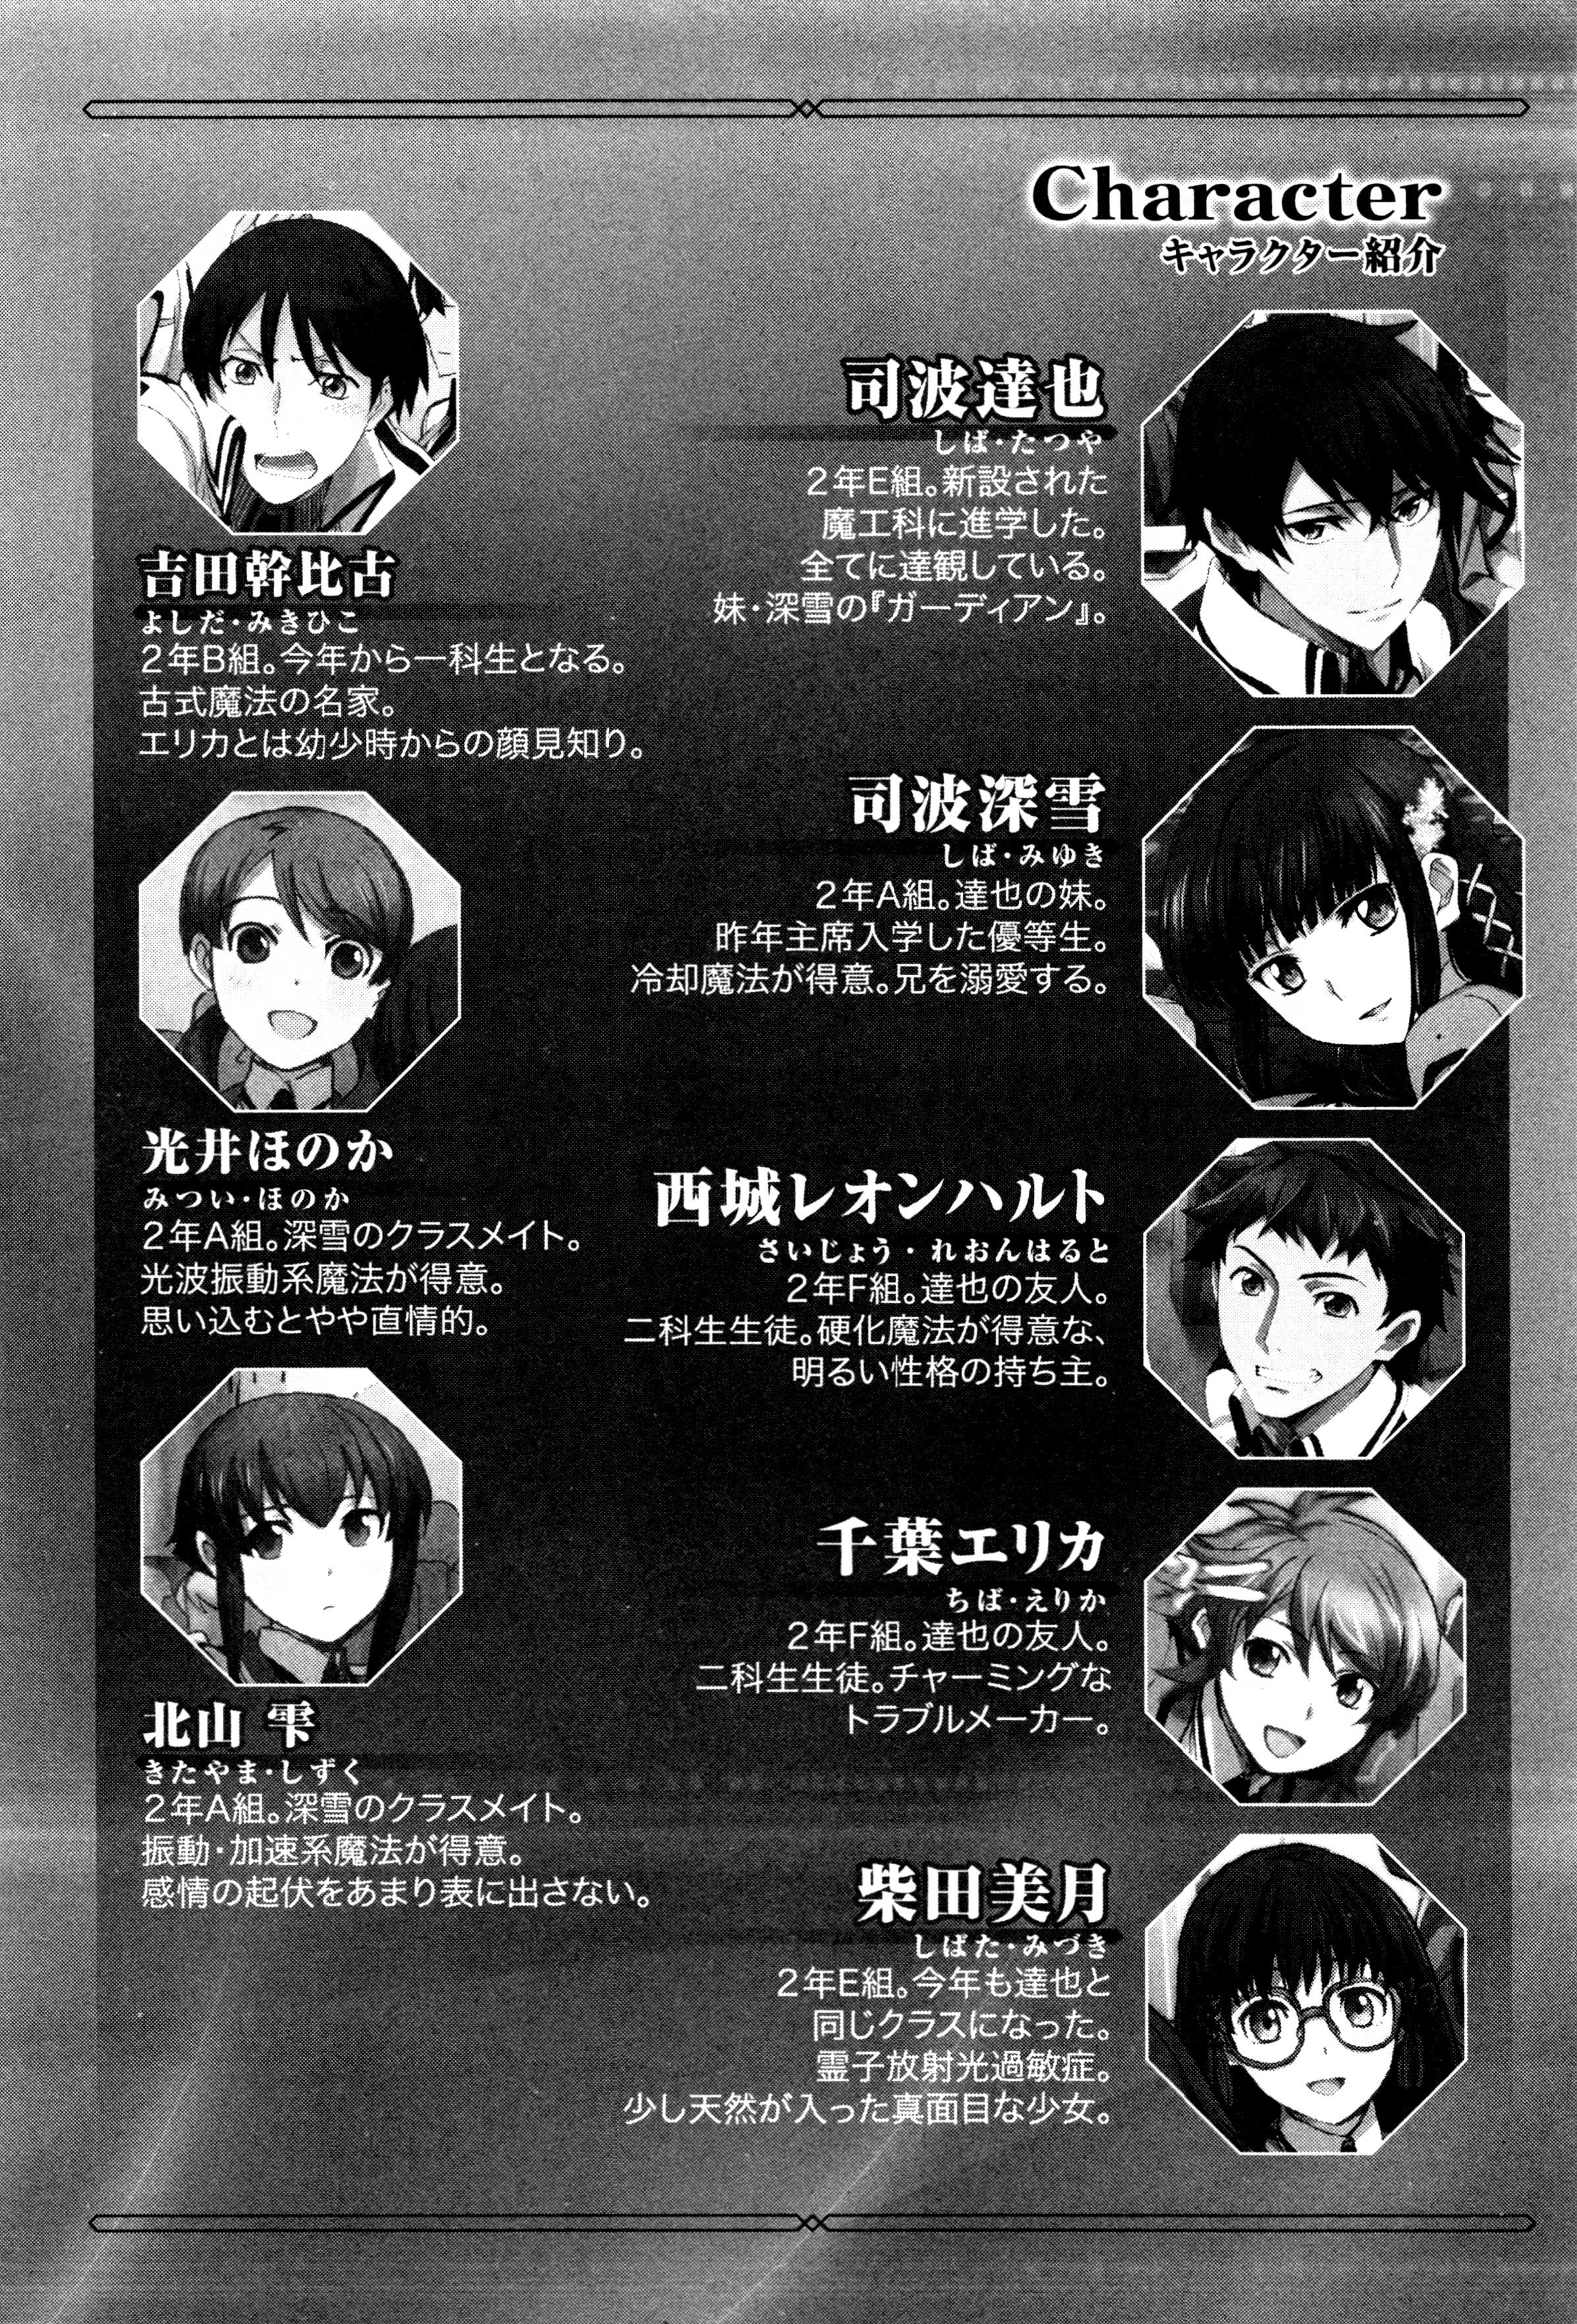 Character
キャラクター紹介
司波達也
しば・たつや
２年E組。新設された
魔工科に進学した。
全てに達観している。
妹・深雪の『ガーディアン』。
司波深雪
しば・みゆき
２年A組。達也の妹。
昨年主席入学した優等生。
冷却魔法が得意。兄を溺愛する。
西城レオンハルト
さいじょう・れおんはると
２年F組。達也の友人。
二科生生徒。硬化魔法が得意な、
明るい性格の持ち主。
千葉エリカ
ちば・えりか
２年F組。達也の友人。
二科生生徒。チャーミングな
トラブルメーカー。
柴田美月
しばた・みづき
２年E組。今年も達也と
同じクラスになった。
霊子放射光過敏症。
少し天然が入った真面目な少女。
吉田幹比古
よしだ・みきひこ
２年B組。今年から一科生となる。
古式魔法の名家。
エリカとは幼少時からの顔見知り。
光井ほのか
みつい・ほのか
２年A組。深雪のクラスメイト。
光波振動系魔法が得意。
思い込むとやや直情的。
北山 雫
きたやま・しずく
２年A組。深雪のクラスメイト。
振動・加速系魔法が得意。
感情の起伏をあまり表に出さない。